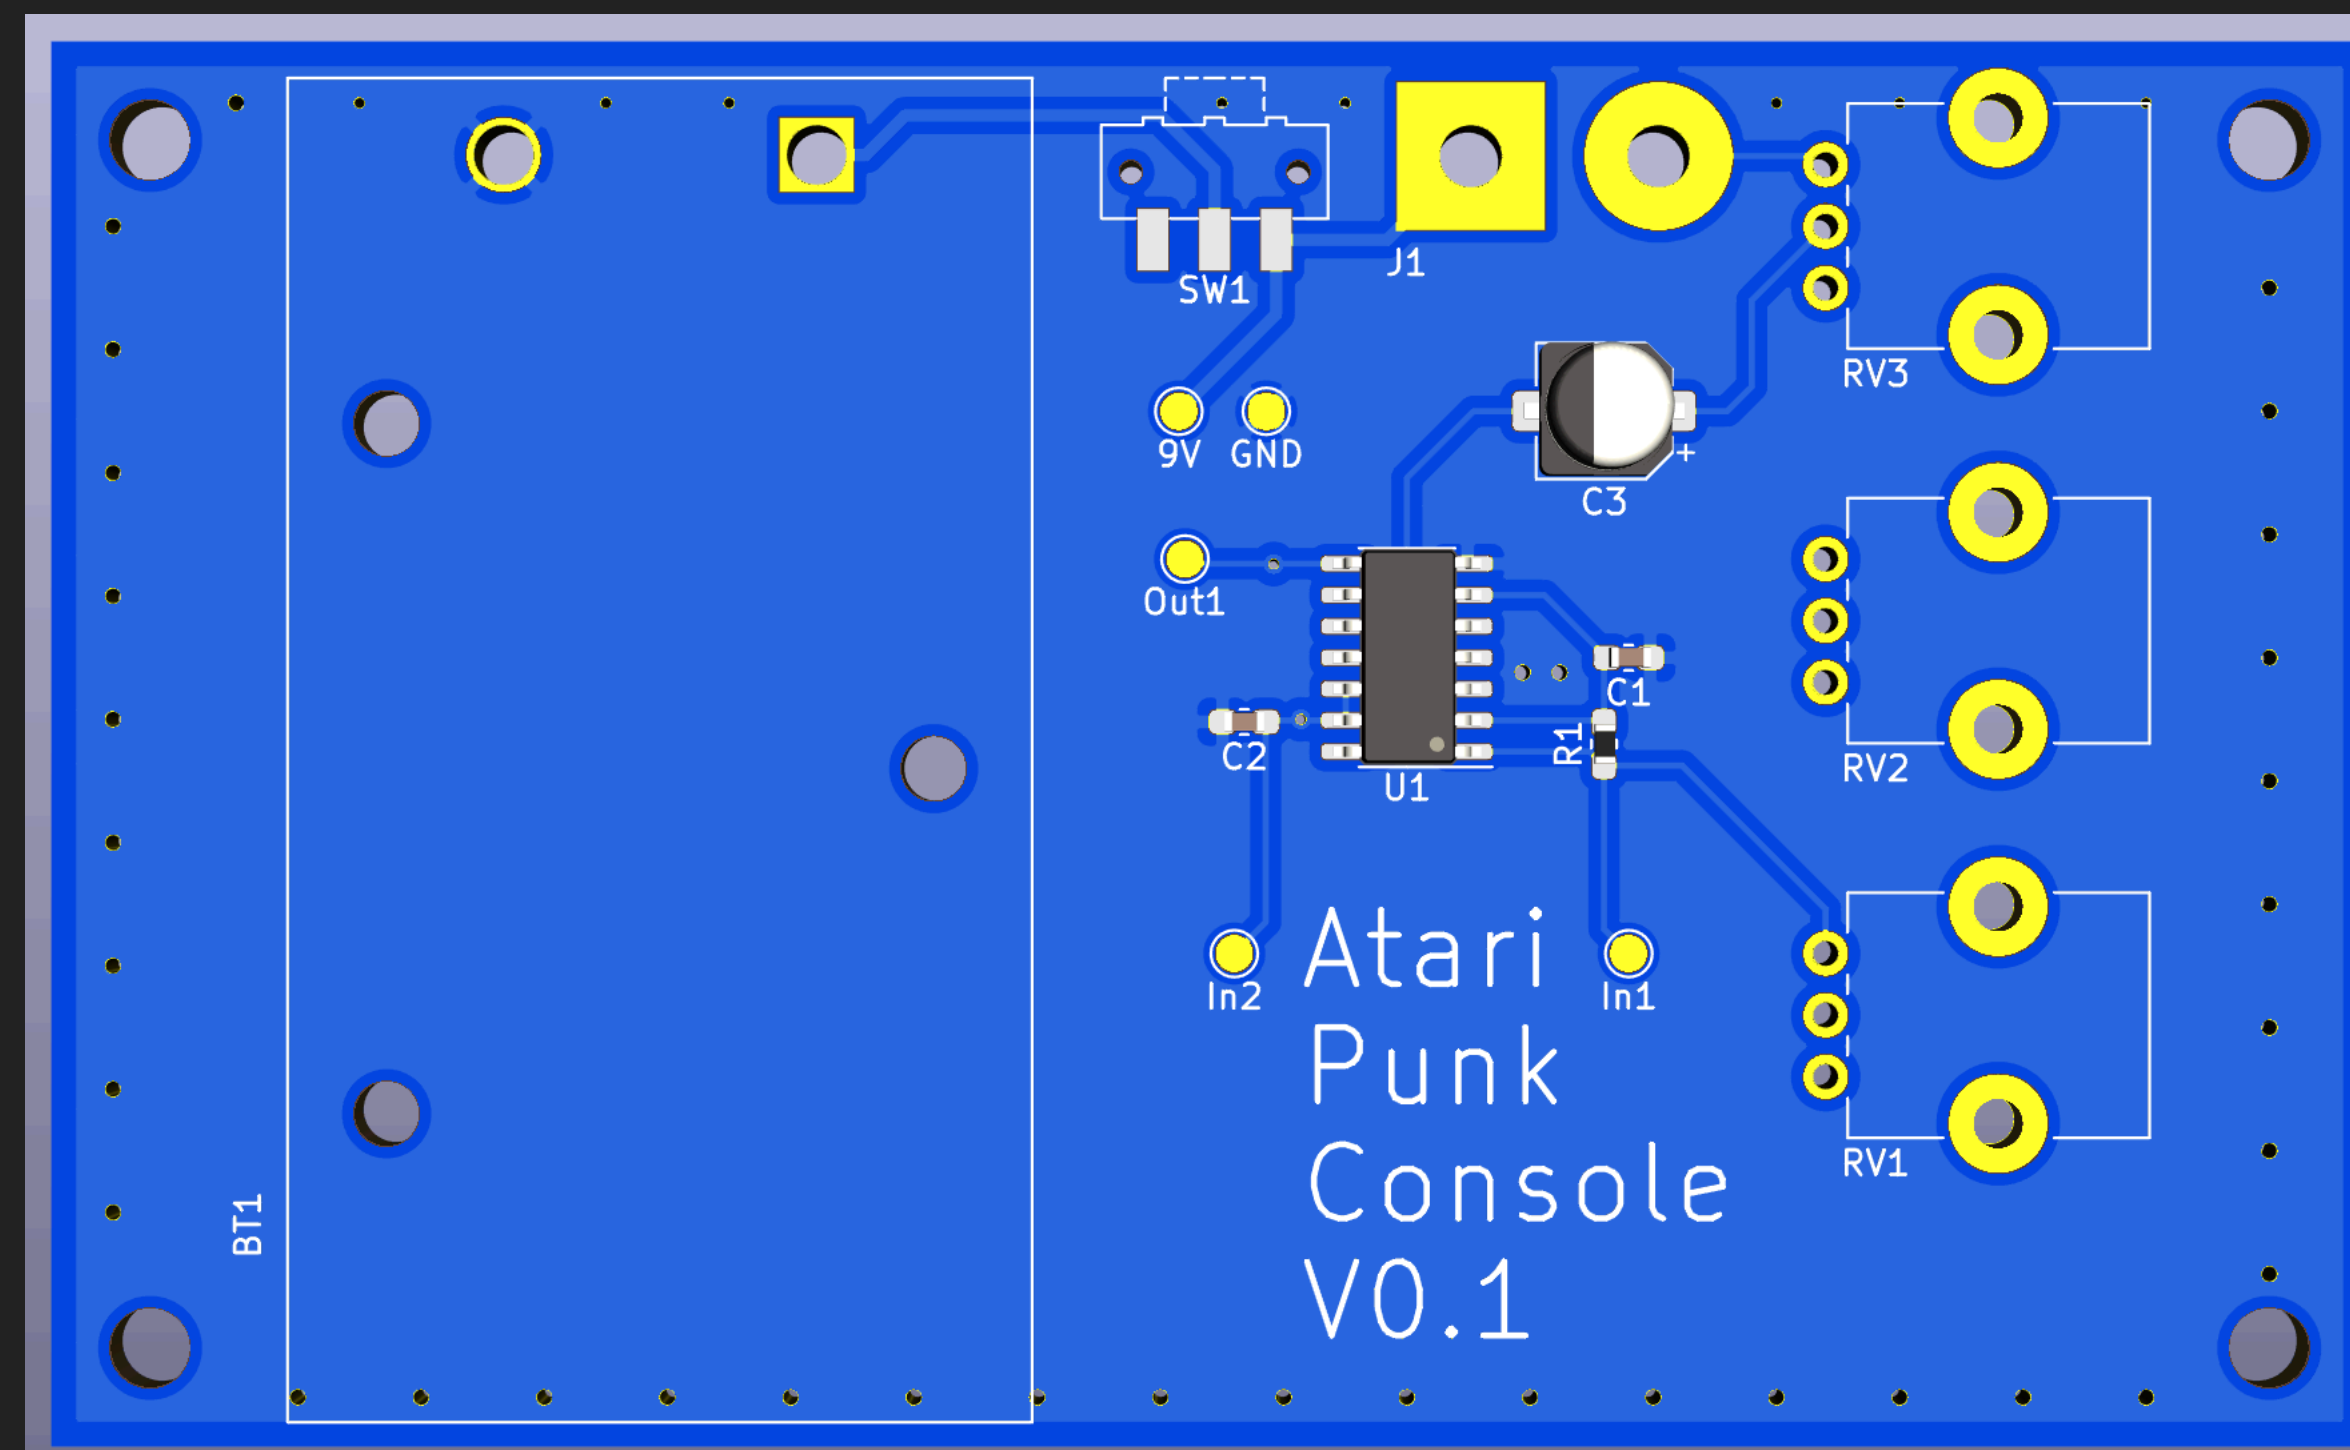 SW1
J1
RV3
9V
GND
+
C3
Out1
C1
R1
C2
U1
RV2
In2
In1
Atari
Punk
Console
V0.1
RV1
BT1